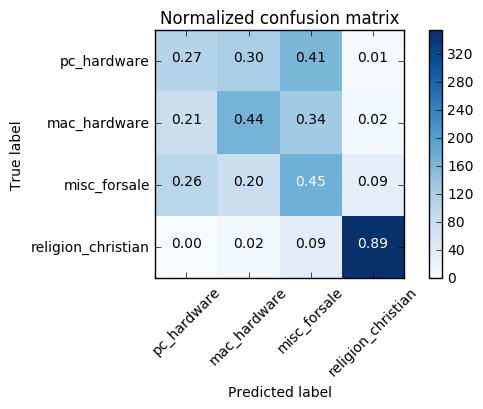 Normalized confusion matrix
True label
pc_hardware 0.27 0.30 0.41 0.01
mac_hardware 0.21 0.44 0.34 0.02
misc_forsale 0.26 0.20 0.45 0.09
religion_christian 0.00 0.02 0.09 0.89
pc_hardware
mac_hardware
misc_forsale
religion_christian
Predicted label
320
280
240
200
160
120
80
40
0